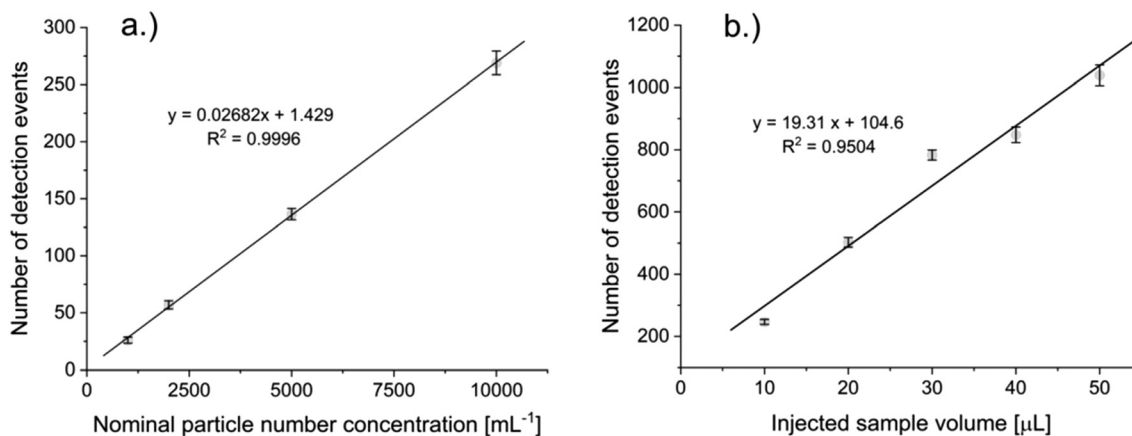 a.)
Number of detection events
300
250
200
150
100
50
0
y = 0.02682x + 1.429
R² = 0.9996
0 2500 5000 7500 10000
Nominal particle number concentration [mL⁻¹]
b.)
Number of detection events
1200
1000
800
600
400
200
y = 19.31 x + 104.6
R² = 0.9504
0 10 20 30 40 50
Injected sample volume [µL]